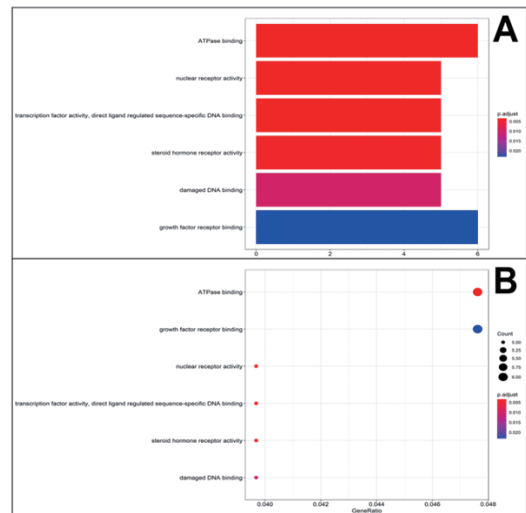 A
ATPase binding
nuclear receptor activity
transcription factor activity, direct ligand regulated sequence-specific DNA binding
steroid hormone receptor activity
damaged DNA binding
growth factor receptor binding
0 2 4 6
p.adjust
0.005
0.010
0.015
0.020
B
ATPase binding
growth factor receptor binding
nuclear receptor activity
transcription factor activity, direct ligand regulated sequence-specific DNA binding
steroid hormone receptor activity
damaged DNA binding
0.040 0.042 0.044 0.046 0.048
GeneRatio
Count
5.00
5.25
5.50
5.75
6.00
p.adjust
0.005
0.010
0.015
0.020